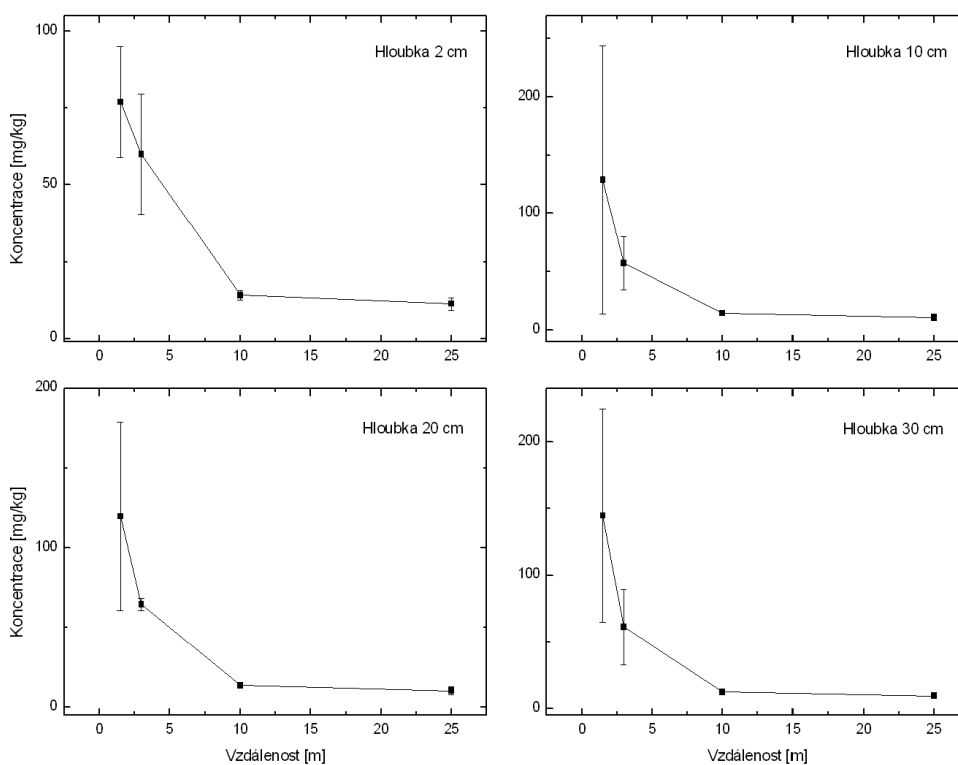 Koncentrace [mg/kg]
100
50
0
Hloubka 2 cm
0 5 10 15 20 25
200
100
0
Hloubka 10 cm
0 5 10 15 20 25
Koncentrace [mg/kg]
200
100
0
Hloubka 20 cm
0 5 10 15 20 25
Vzdálenost [m]
200
100
0
Hloubka 30 cm
0 5 10 15 20 25
Vzdálenost [m]